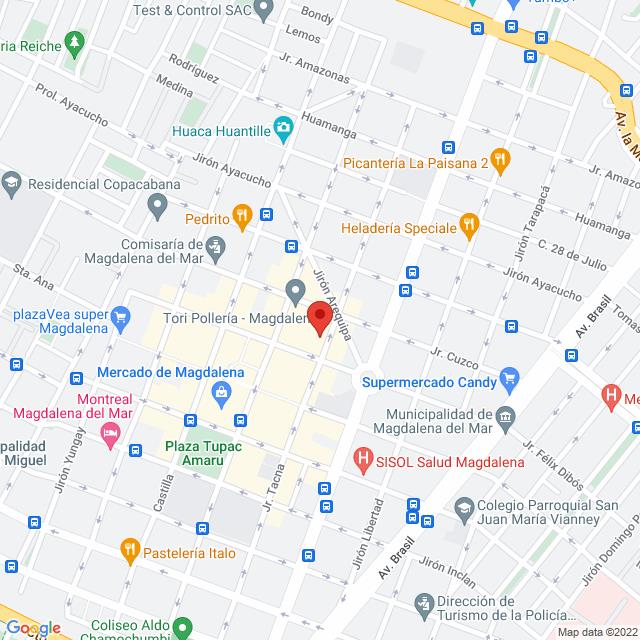 Bondy
Test & Control SAC
Lemos
ria Reiche
Jr. Amazonas
Rodríguez
Medina
Prol. Ayacucho
Av. la
Huamanga
Huaca Huantille
Picantería La Paisana 2
Jirón Ayacucho
Jr. Amazo
Residencial Copacabana
Jirón Tarapacá
Huamanga
Pedrito
Heladería Speciale
C. 28 de Julio
Comisaría de
Magdalena del Mar
Sta. Ana
Jirón Arequipa
Jirón Ayacucho
plazaVea super
Magdalena
Tori Pollería - Magdalen
Av. Brasil
Tomas
Jr. Cuzco
Mercado de Magdalena
Supermercado Candy
Montreal
Magdalena del Mar
Me
Municipalidad de
Magdalena del Mar
ipalidad
Miguel
Plaza Tupac
Amaru
Jirón Yungay
SISOL Salud Magdalena
Jr. Félix Dibós
Castilla
Jr. Tacna
Colegio Parroquial San
Juan María Vianney
Jirón Libertad
Av. Brasil
Pastelería Italo
Jirón Inclan
Jirón Domingo P
Dirección de
Turismo de la Policía...
Coliseo Aldo
Chamochumbi
Google
Map data ©2022